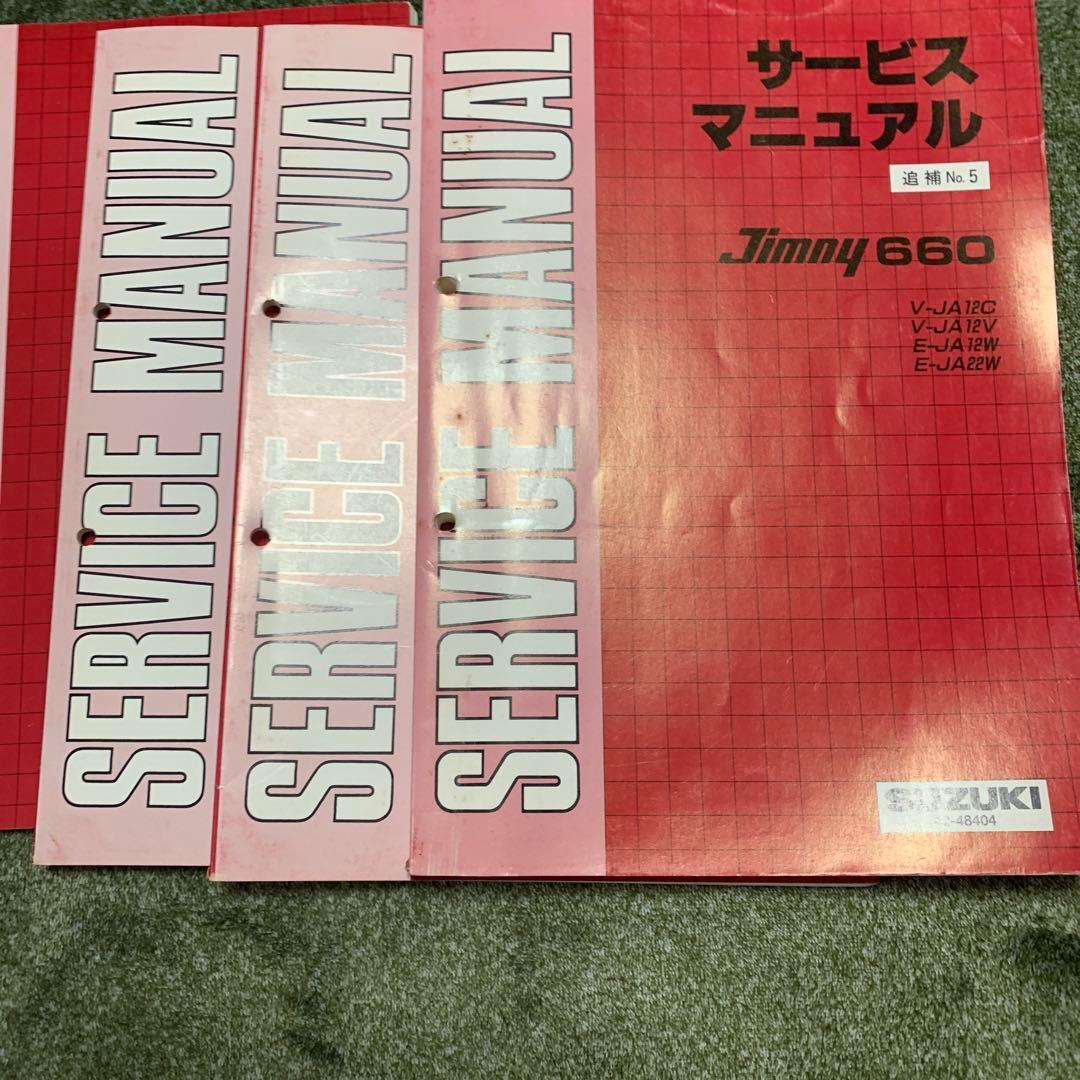 SERVICE MANUAL
SERVICE MANUAL
SERVICE MANUAL
サービス
マニュアル
追補 No. 5
Jimny 660
V-JA12C
V-JA12V
E-JA12W
E-JA22W
SUZUKI
-48404